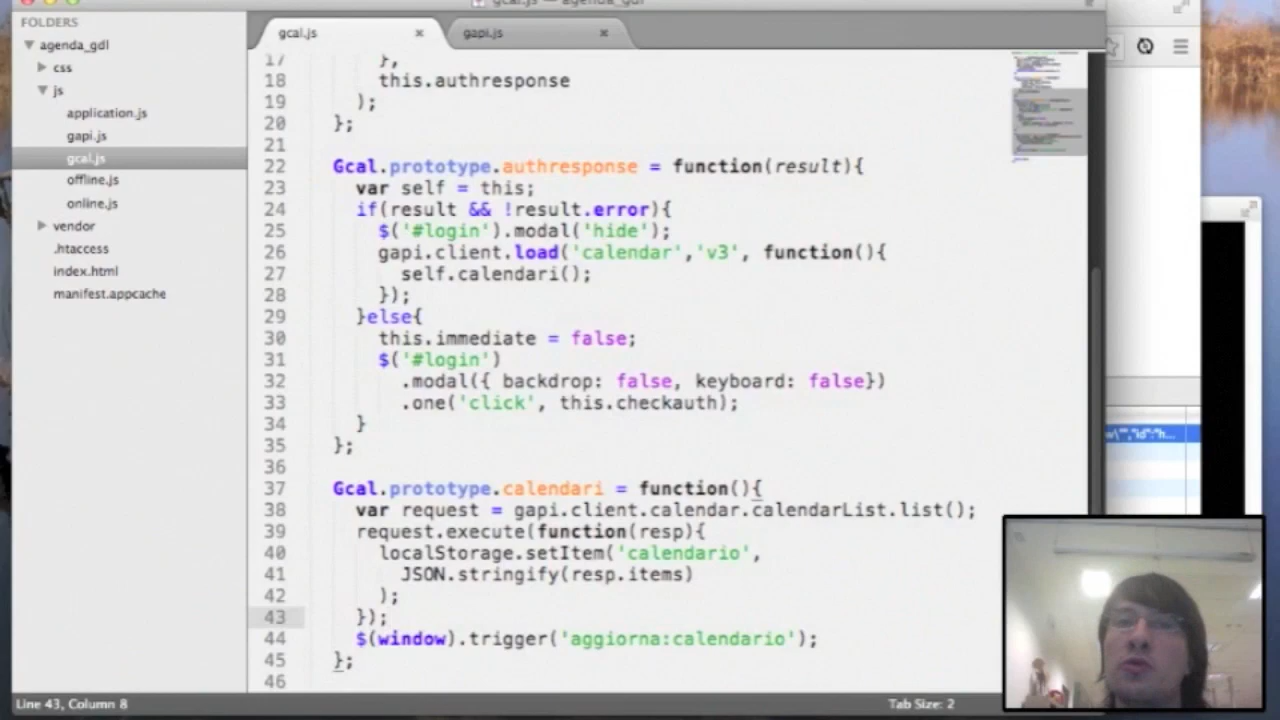 gcal.js — agenda_gdl
FOLDERS
agenda_gdl
css
js
application.js
gapi.js
gcal.js
offline.js
online.js
vendor
.htaccess
index.html
manifest.appcache
gcal.js ×
gapi.js ×
17 },
18 this.authresponse
19 );
20 };
21
22 Gcal.prototype.authresponse = function(result){
23 var self = this;
24 if(result && !result.error){
25 $('#login').modal('hide');
26 gapi.client.load('calendar','v3', function(){
27 self.calendari();
28 });
29 }else{
30 this.immediate = false;
31 $('#login')
32 .modal({ backdrop: false, keyboard: false})
33 .one('click', this.checkauth);
34 }
35 };
36
37 Gcal.prototype.calendari = function(){
38 var request = gapi.client.calendar.calendarList.list();
39 request.execute(function(resp){
40 localStorage.setItem('calendario',
41 JSON.stringify(resp.items)
42 );
43 });
44 $(window).trigger('aggiorna:calendario');
45 };
46
Line 43, Column 8
Tab Size: 2